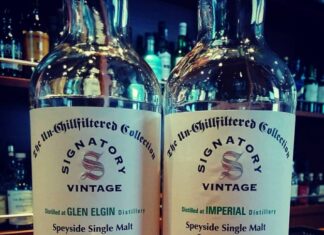 The Un-Chillfiltered Collection
SIGNATORY
S
VINTAGE
Distilled at GLEN ELGIN Distillery
Speyside Single Malt
The Un-Chillfiltered Collection
SIGNATORY
S
VINTAGE
Distilled at IMPERIAL Distillery
Speyside Single Malt